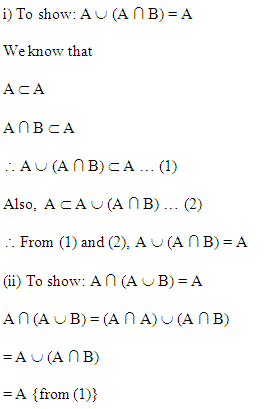 i) To show: A ∪ (A ∩ B) = A
We know that
A ⊂ A
A ∩ B ⊂ A
∴ A ∪ (A ∩ B) ⊂ A … (1)
Also, A ⊂ A ∪ (A ∩ B) … (2)
∴ From (1) and (2), A ∪ (A ∩ B) = A
(ii) To show: A ∩ (A ∪ B) = A
A ∩ (A ∪ B) = (A ∩ A) ∪ (A ∩ B)
= A ∪ (A ∩ B)
= A {from (1)}